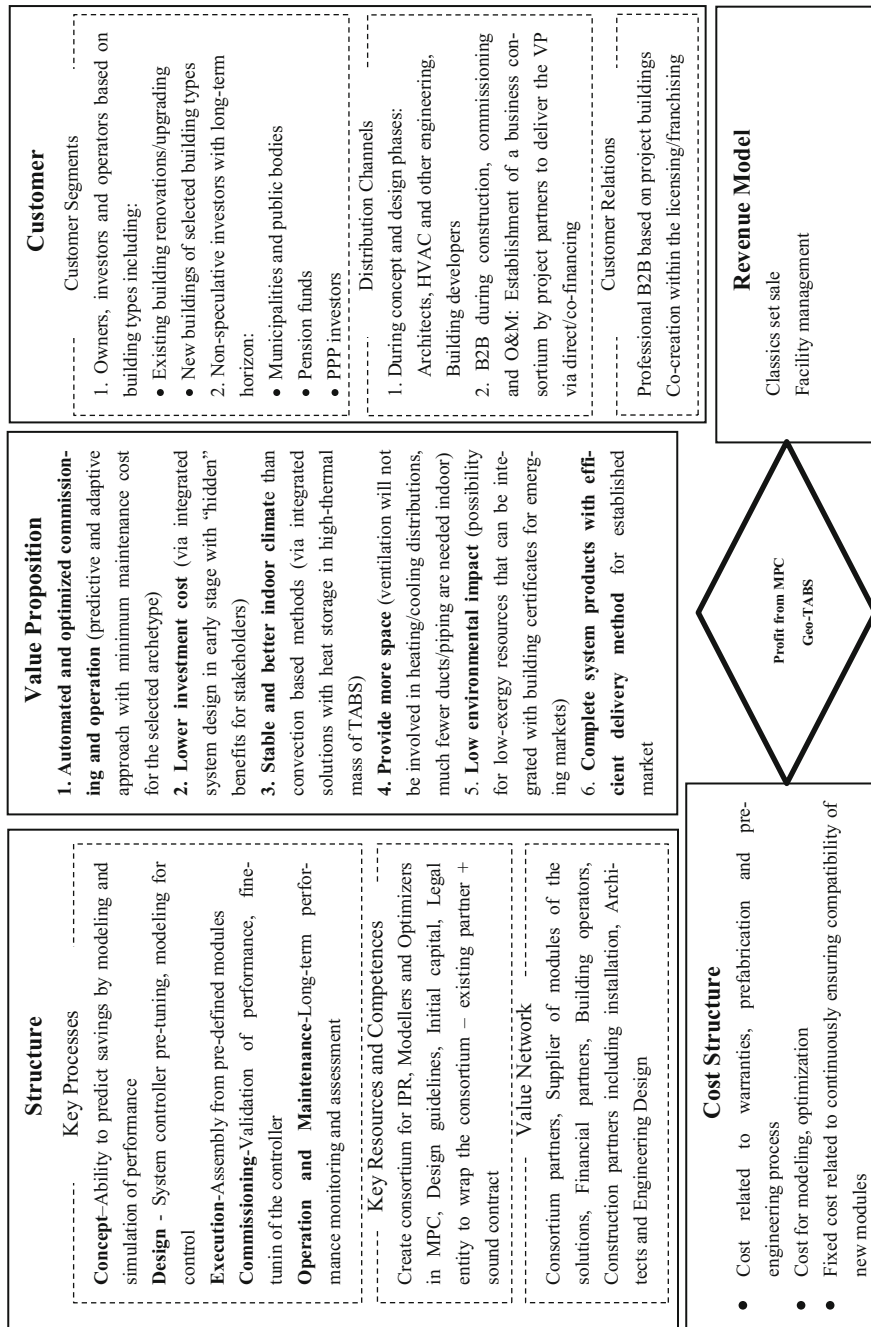 Structure
Key Processes
Concept–Ability to predict savings by modeling and
simulation of performance
Design - System controller pre-tuning, modeling for
control
Execution-Assembly from pre-defined modules
Commissioning-Validation of performance, fine-
tunin of the controller
Operation and Maintenance-Long-term perfor-
mance monitoring and assessment
Key Resources and Competences
Create consortium for IPR, Modellers and Optimizers
in MPC, Design guidelines, Initial capital, Legal
entity to wrap the consortium – existing partner +
sound contract
Value Network
Consortium partners, Supplier of modules of the
solutions, Financial partners, Building operators,
Construction partners including installation, Archi-
tects and Engineering Design
Value Proposition
1. Automated and optimized commission-
ing and operation (predictive and adaptive
approach with minimum maintenance cost
for the selected archetype)
2. Lower investment cost (via integrated
system design in early stage with “hidden”
benefits for stakeholders)
3. Stable and better indoor climate than
convection based methods (via integrated
solutions with heat storage in high-thermal
mass of TABS)
4. Provide more space (ventilation will not
be involved in heating/cooling distributions,
much fewer ducts/piping are needed indoor)
5. Low environmental impact (possibility
for low-exergy resources that can be inte-
grated with building certificates for emerg-
ing markets)
6. Complete system products with effi-
cient delivery method for established
market
Customer
Customer Segments
1. Owners, investors and operators based on
building types including:
● Existing building renovations/upgrading
● New buildings of selected building types
2. Non-speculative investors with long-term
horizon:
● Municipalities and public bodies
● Pension funds
● PPP investors
Distribution Channels
1. During concept and design phases:
Architects, HVAC and other engineering,
Building developers
2. B2B during construction, commissioning
and O&M: Establishment of a business con-
sortium by project partners to deliver the VP
via direct/co-financing
Customer Relations
Professional B2B based on project buildings
Co-creation within the licensing/franchising
Cost Structure
● Cost related to warranties, prefabrication and pre-
engineering process
● Cost for modeling, optimization
● Fixed cost related to continuously ensuring compatibility of
new modules
Profit from MPC
Geo-TABS
Revenue Model
Classics set sale
Facility management